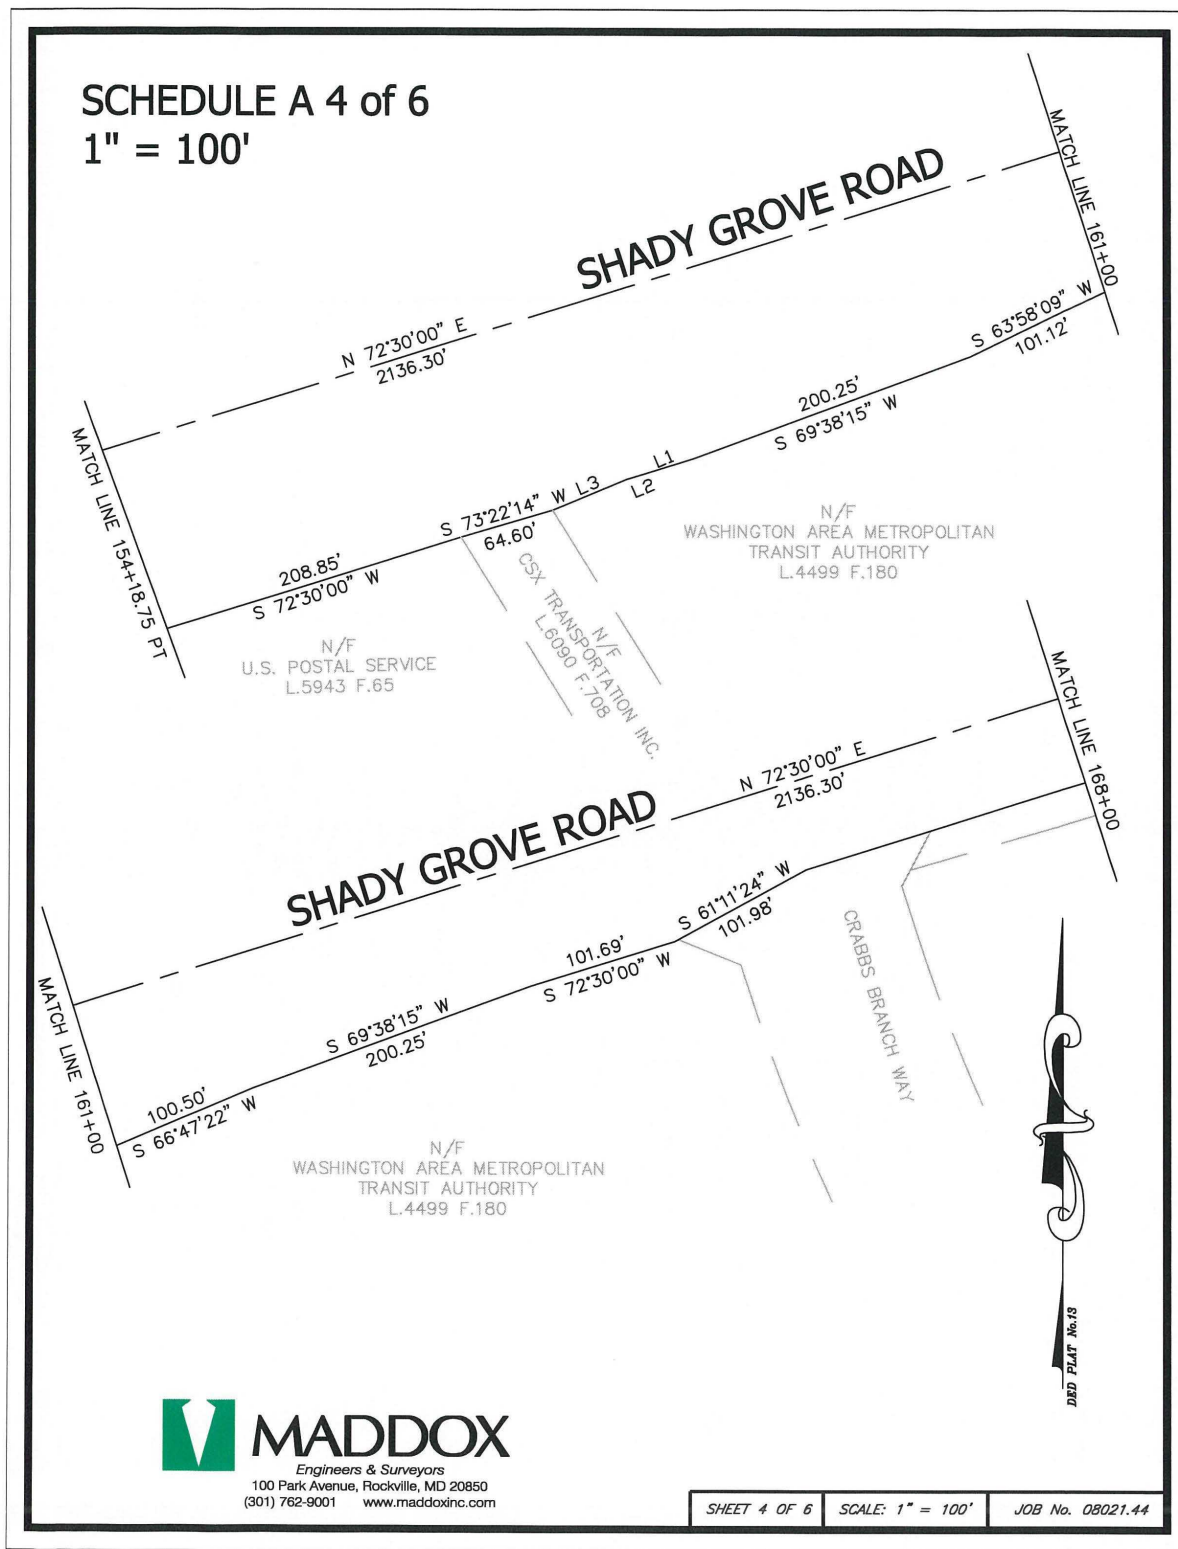 SCHEDULE A 4 of 6
1" = 100'
MATCH LINE 161+00
SHADY GROVE ROAD
N 72°30'00" E
2136.30'
S 63°58'09" W
101.12'
200.25'
S 69°38'15" W
MATCH LINE 154+18.75 PT
L1
L2
L3
S 73°22'14" W
64.60'
208.85'
S 72°30'00" W
N/F
WASHINGTON AREA METROPOLITAN
TRANSIT AUTHORITY
L.4499 F.180
N/F
CSX TRANSPORTATION INC.
L.6090 F.708
N/F
U.S. POSTAL SERVICE
L.5943 F.65
MATCH LINE 168+00
N 72°30'00" E
2136.30'
SHADY GROVE ROAD
S 61°11'24" W
101.98'
101.69'
S 72°30'00" W
CRABBS BRANCH WAY
S 69°38'15" W
200.25'
MATCH LINE 161+00
100.50'
S 66°47'22" W
N/F
WASHINGTON AREA METROPOLITAN
TRANSIT AUTHORITY
L.4499 F.180
DED PLAT No.13
MADDOX
Engineers & Surveyors
100 Park Avenue, Rockville, MD 20850
(301) 762-9001 www.maddoxinc.com
SHEET 4 OF 6
SCALE: 1" = 100'
JOB No. 08021.44